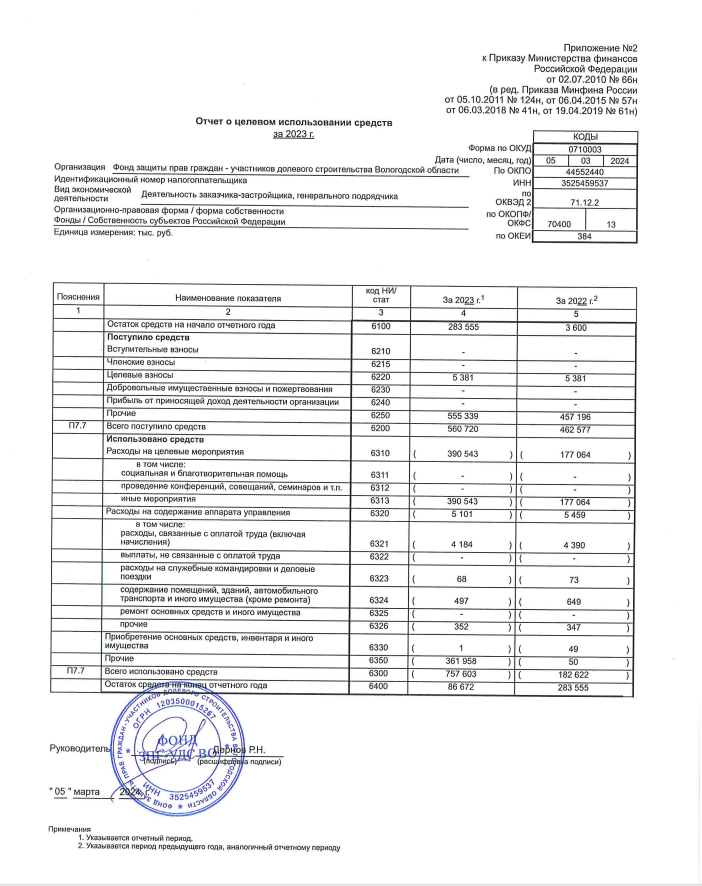 Приложение №2
к Приказу Министерства финансов
Российской Федерации
от 02.07.2010 № 66н
(в ред. Приказа Минфина России
от 05.10.2011 № 124н, от 06.04.2015 № 57н
от 06.03.2018 № 41н, от 19.04.2019 № 61н)
Отчет о целевом использовании средств
за 2023 г.
КОДЫ
Форма по ОКУД 0710003
Дата (число, месяц, год) 05 03 2024
Организация Фонд защиты прав граждан - участников долевого строительства Вологодской области По ОКПО 44552440
Идентификационный номер налогоплательщика ИНН 3525459537
Вид экономической деятельности Деятельность заказчика-застройщика, генерального подрядчика по ОКВЭД 2 71.12.2
Организационно-правовая форма / форма собственности
Фонды / Собственность субъектов Российской Федерации по ОКОПФ/ОКФС 70400 13
Единица измерения: тыс. руб. по ОКЕИ 384
Пояснения Наименование показателя код НИ/стат За 2023 г.1 За 2022 г.2
1 2 3 4 5
Остаток средств на начало отчетного года 6100 283 555 3 600
Поступило средств
Вступительные взносы 6210 - -
Членские взносы 6215 - -
Целевые взносы 6220 5 381 5 381
Добровольные имущественные взносы и пожертвования 6230 - -
Прибыль от приносящей доход деятельности организации 6240 - -
Прочие 6250 555 339 457 196
П7.7 Всего поступило средств 6200 560 720 462 577
Использовано средств
Расходы на целевые мероприятия 6310 ( 390 543 ) ( 177 064 )
в том числе:
социальная и благотворительная помощь 6311 ( - ) ( - )
проведение конференций, совещаний, семинаров и т.п. 6312 ( - ) ( - )
иные мероприятия 6313 ( 390 543 ) ( 177 064 )
Расходы на содержание аппарата управления 6320 ( 5 101 ) ( 5 459 )
в том числе:
расходы, связанные с оплатой труда (включая
начисления) 6321 ( 4 184 ) ( 4 390 )
выплаты, не связанные с оплатой труда 6322 ( - ) ( - )
расходы на служебные командировки и деловые
поездки 6323 ( 68 ) ( 73 )
содержание помещений, зданий, автомобильного
транспорта и иного имущества (кроме ремонта) 6324 ( 497 ) ( 649 )
ремонт основных средств и иного имущества 6325 ( - ) ( - )
прочие 6326 ( 352 ) ( 347 )
Приобретение основных средств, инвентаря и иного
имущества 6330 ( 1 ) ( 49 )
Прочие 6350 ( 361 958 ) ( 50 )
П7.7 Всего использовано средств 6300 ( 757 603 ) ( 182 622 )
Остаток средств на конец отчетного года 6400 86 672 283 555
Руководитель Р.Н.
(подпись) (расшифровка подписи)
" 05 " марта 2024 г.
ФОНД ЗАЩИТЫ ПРАВ ГРАЖДАН-УЧАСТНИКОВ ДОЛЕВОГО СТРОИТЕЛЬСТВА ВОЛОГОДСКОЙ ОБЛАСТИ
ОГРН 1203500015267
ФОНД
ЗПГ-УДС ВО
ИНН 3525459537
Примечания
1. Указывается отчетный период.
2. Указывается период предыдущего года, аналогичный отчетному периоду